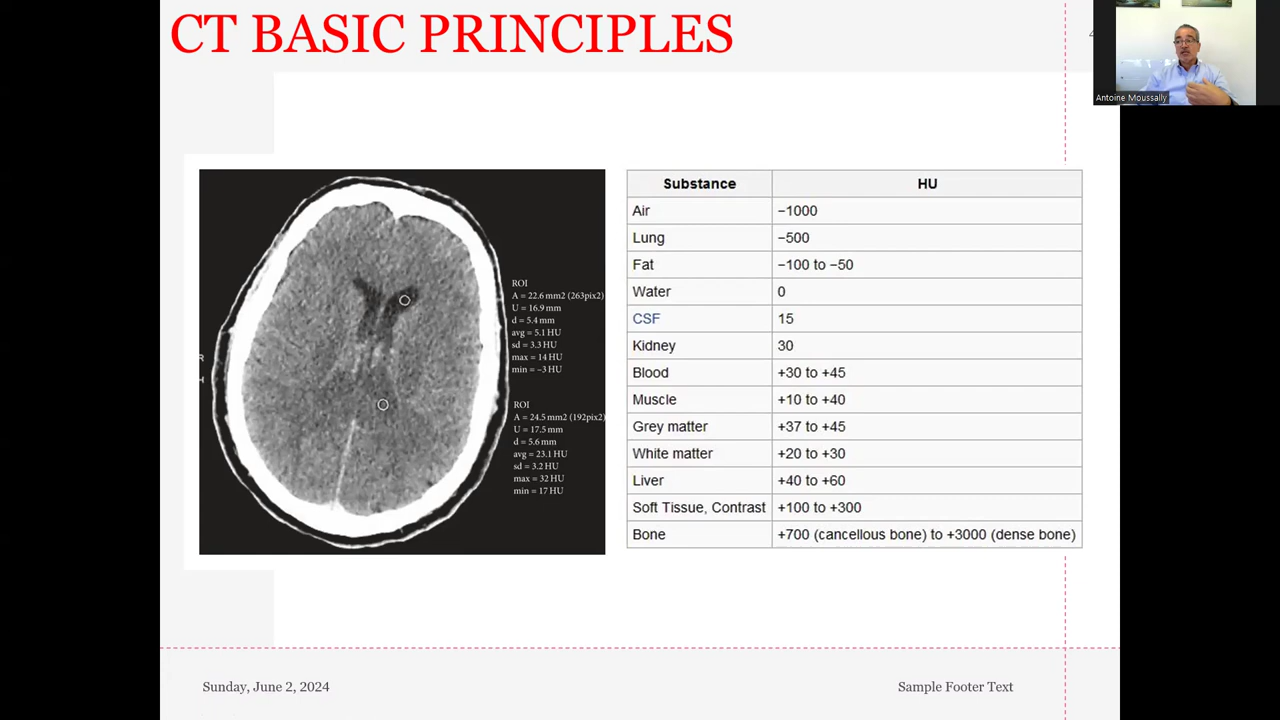 CT BASIC PRINCIPLES
4
Antoine Moussally
R
H
ROI
A = 22.6 mm2 (263pix2)
U = 16.9 mm
d = 5.4 mm
avg = 5.1 HU
sd = 3.3 HU
max = 14 HU
min = −3 HU
ROI
A = 24.5 mm2 (192pix2)
U = 17.5 mm
d = 5.6 mm
avg = 23.1 HU
sd = 3.2 HU
max = 32 HU
min = 17 HU
Substance HU
Air −1000
Lung −500
Fat −100 to −50
Water 0
CSF 15
Kidney 30
Blood +30 to +45
Muscle +10 to +40
Grey matter +37 to +45
White matter +20 to +30
Liver +40 to +60
Soft Tissue, Contrast +100 to +300
Bone +700 (cancellous bone) to +3000 (dense bone)
Sunday, June 2, 2024
Sample Footer Text